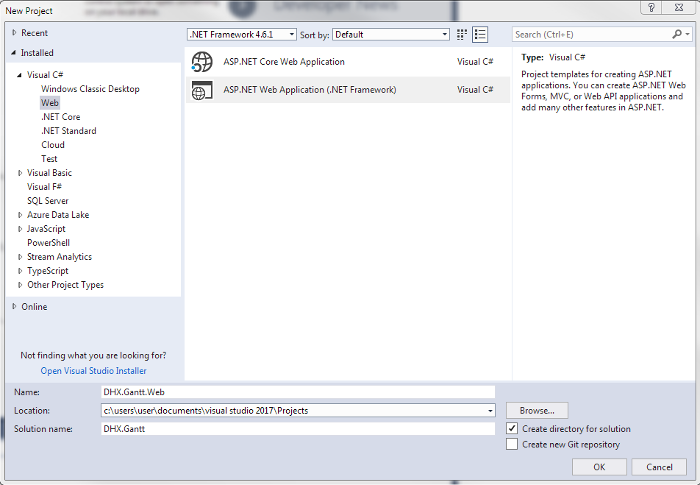 on your local drive.
Developer News
New Project
Recent
.NET Framework 4.6.1
Sort by:
Default
Search (Ctrl+E)
Installed
Visual C#
Windows Classic Desktop
Web
.NET Core
.NET Standard
Cloud
Test
Visual Basic
Visual F#
SQL Server
Azure Data Lake
JavaScript
PowerShell
Stream Analytics
TypeScript
Other Project Types
Online
Not finding what you are looking for?
Open Visual Studio Installer
ASP.NET Core Web Application Visual C#
ASP.NET Web Application (.NET Framework) Visual C#
Type: Visual C#
Project templates for creating ASP.NET
applications. You can create ASP.NET Web
Forms, MVC, or Web API applications and
add many other features in ASP.NET.
Name: DHX.Gantt.Web
Location: c:\users\user\documents\visual studio 2017\Projects
Browse...
Solution name: DHX.Gantt
Create directory for solution
Create new Git repository
OK
Cancel